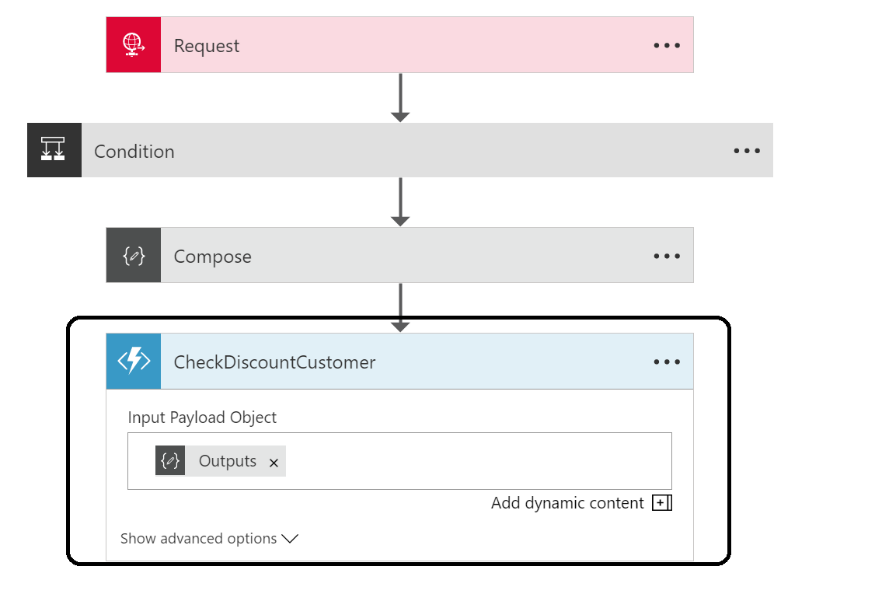 Request
Condition
Compose
CheckDiscountCustomer
Input Payload Object
Outputs ×
Add dynamic content
Show advanced options